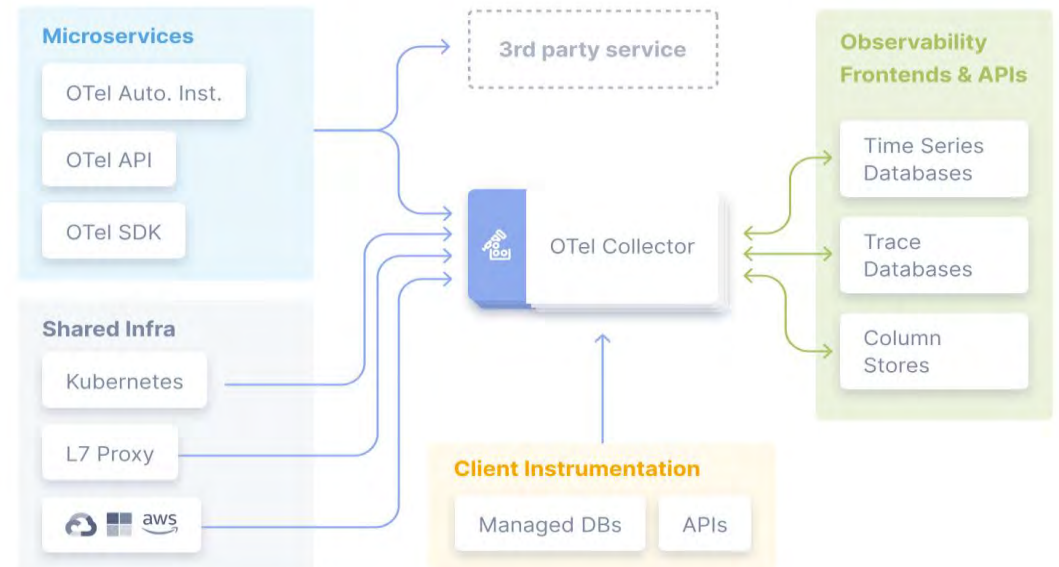 Microservices
OTel Auto. Inst.
OTel API
OTel SDK
Shared Infra
Kubernetes
L7 Proxy
aws
3rd party service
OTel Collector
Client Instrumentation
Managed DBs
APIs
Observability
Frontends & APIs
Time Series
Databases
Trace
Databases
Column
Stores